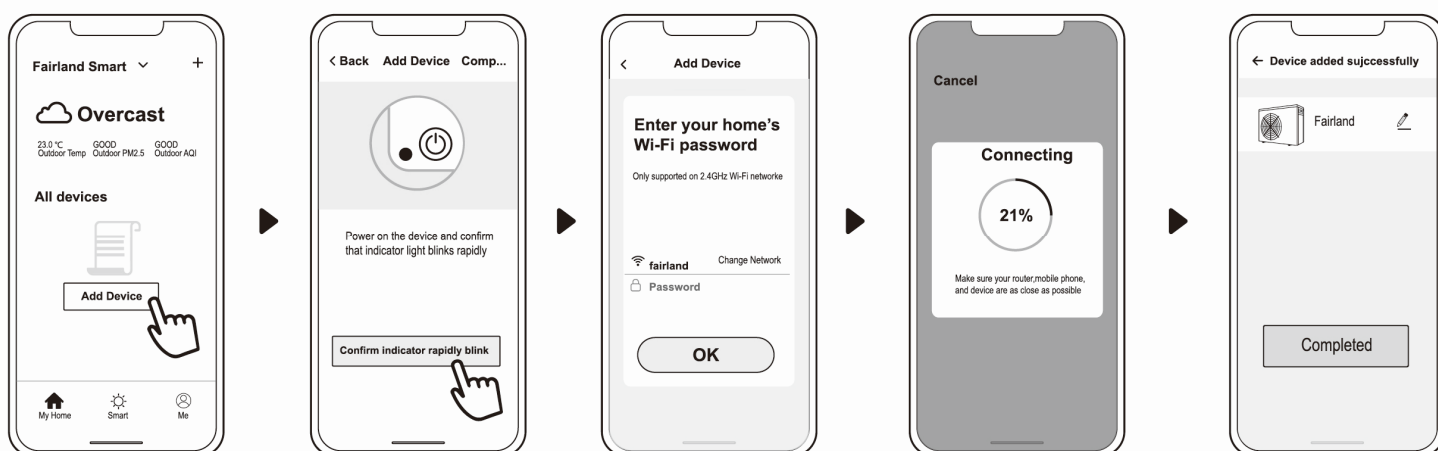 Fairland Smart
+
Overcast
23.0 ℃ GOOD GOOD
Outdoor Temp Outdoor PM2.5 Outdoor AQI
All devices
Add Device
My Home Smart Me
< Back Add Device Comp...
Power on the device and confirm
that indicator light blinks rapidly
Confirm indicator rapidly blink
< Add Device
Enter your home's
Wi-Fi password
Only supported on 2.4GHz Wi-Fi networke
fairland Change Network
Password
OK
Cancel
Connecting
21%
Make sure your router,mobile phone,
and device are as close as possible
← Device added sujccessfully
Fairland
Completed